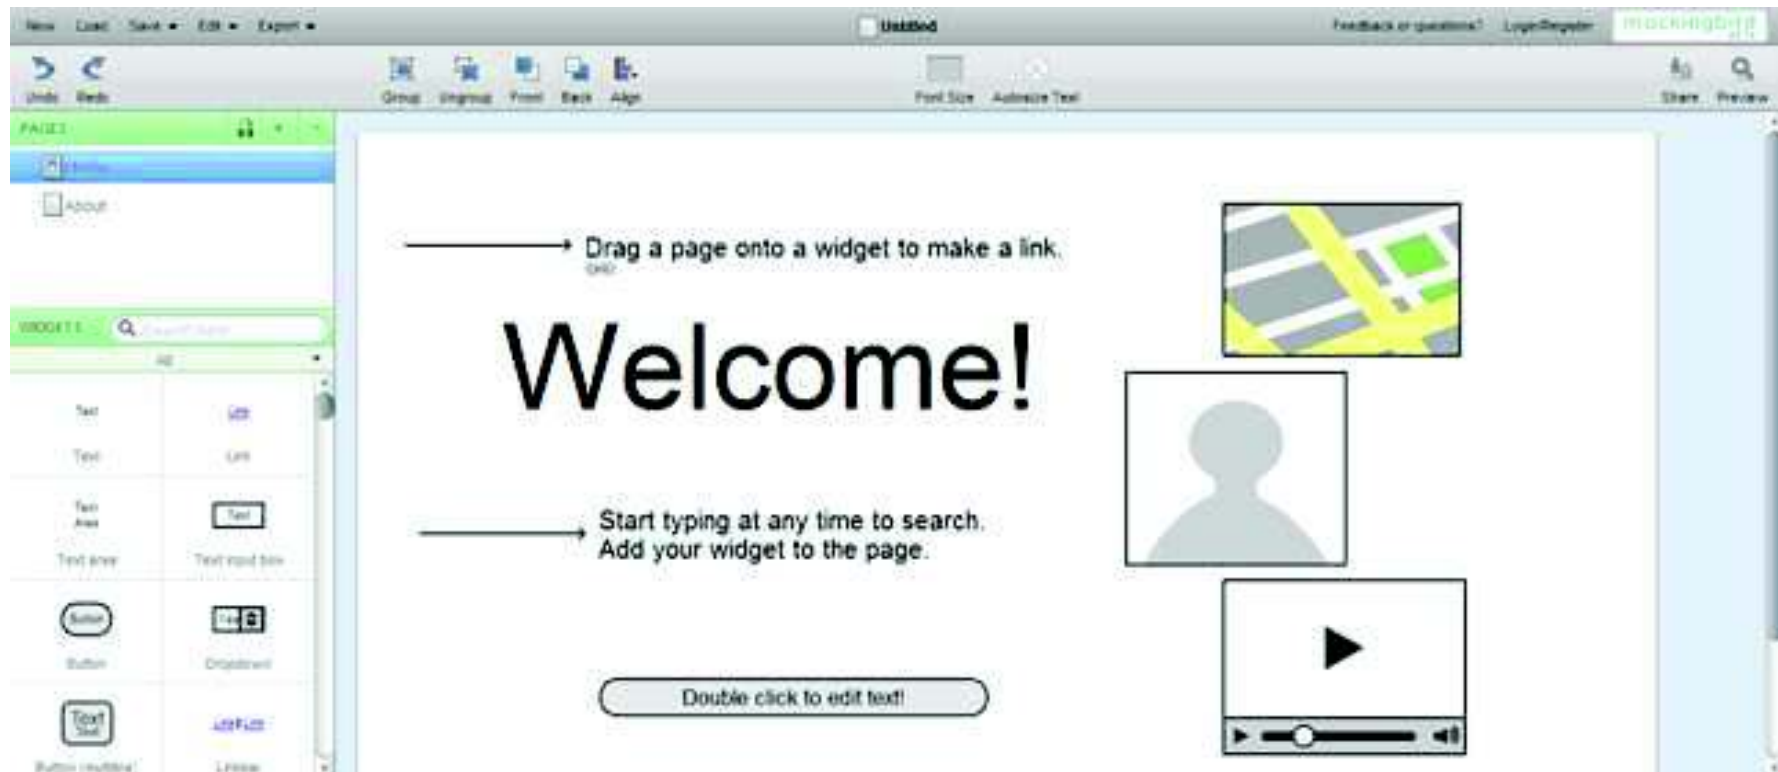 New Load Save Edit Export
Untitled
Feedback or questions? Login/Register
mockingbird
Undo Redo
Group Ungroup Front Back Align
Font Size Autosize Text
Share Preview
PAGES
About
Drag a page onto a widget to make a link.
Welcome!
WIDGETS
All
Text Link
Text Link
Text Area
Text
Text area Text input box
Button
Button Dropdown
Text
Start typing at any time to search.
Add your widget to the page.
Double click to edit text!